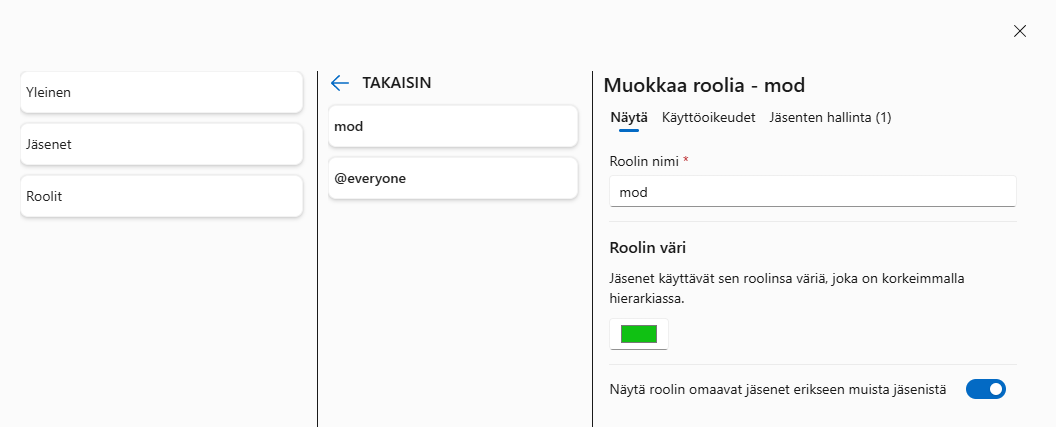 Yleinen
Jäsenet
Roolit
TAKAISIN
mod
@everyone
Muokkaa roolia - mod
Näytä Käyttöoikeudet Jäsenten hallinta (1)
Roolin nimi *
mod
Roolin väri
Jäsenet käyttävät sen roolinsa väriä, joka on korkeimmalla
hierarkiassa.
Näytä roolin omaavat jäsenet erikseen muista jäsenistä